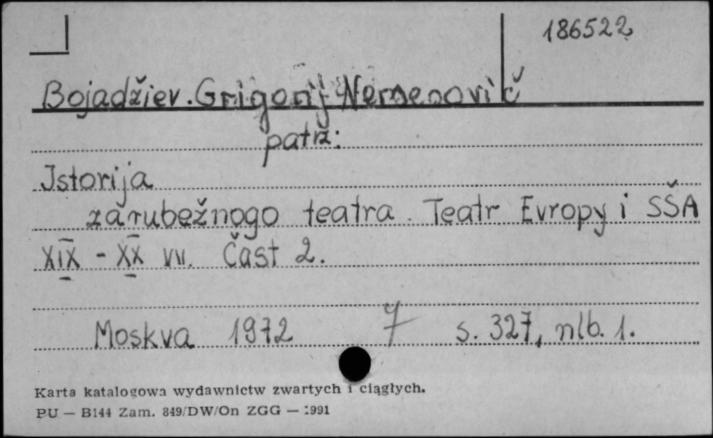 186522
Bojadžiev Grigorij Nersesovič
patrz:
Istorija
zarubežnogo teatra. Teatr Evropy i SŠA
XIX - XX vv. Část 2.
Moskva 1972 7 s. 327, nlb. 1.
Karta katalogowa wydawnictw zwartych i ciągłych.
PU — B144 Zam. 849/DW/On ZGG — 1991